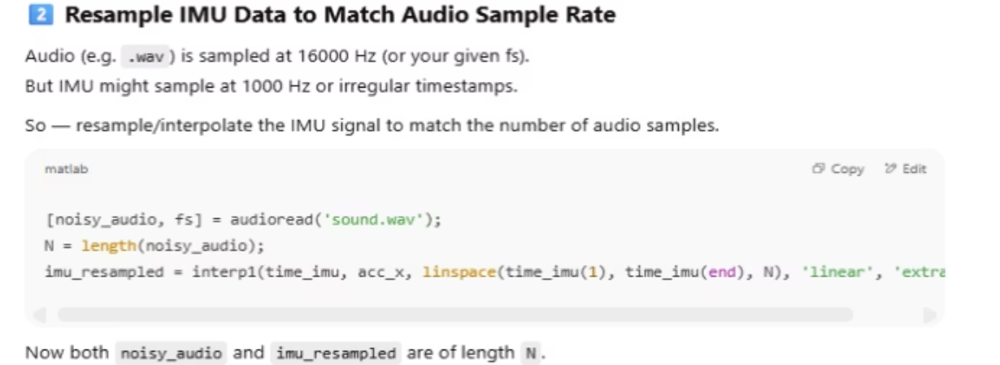 2 Resample IMU Data to Match Audio Sample Rate
Audio (e.g. .wav) is sampled at 16000 Hz (or your given fs).
But IMU might sample at 1000 Hz or irregular timestamps.
So — resample/interpolate the IMU signal to match the number of audio samples.
matlab Copy Edit
[noisy_audio, fs] = audioread('sound.wav');
N = length(noisy_audio);
imu_resampled = interp1(time_imu, acc_x, linspace(time_imu(1), time_imu(end), N), 'linear', 'extra
Now both noisy_audio and imu_resampled are of length N.